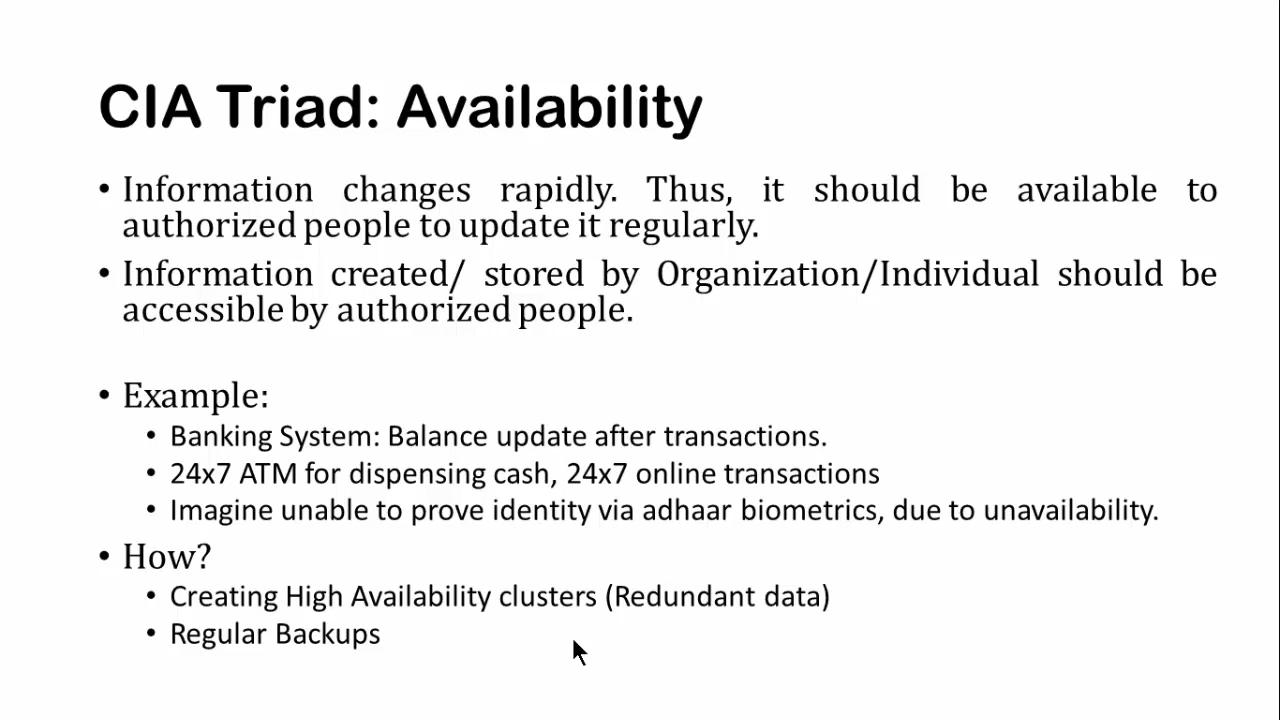 CIA Triad: Availability
• Information changes rapidly. Thus, it should be available to
authorized people to update it regularly.
• Information created/ stored by Organization/Individual should be
accessible by authorized people.
• Example:
• Banking System: Balance update after transactions.
• 24x7 ATM for dispensing cash, 24x7 online transactions
• Imagine unable to prove identity via adhaar biometrics, due to unavailability.
• How?
• Creating High Availability clusters (Redundant data)
• Regular Backups